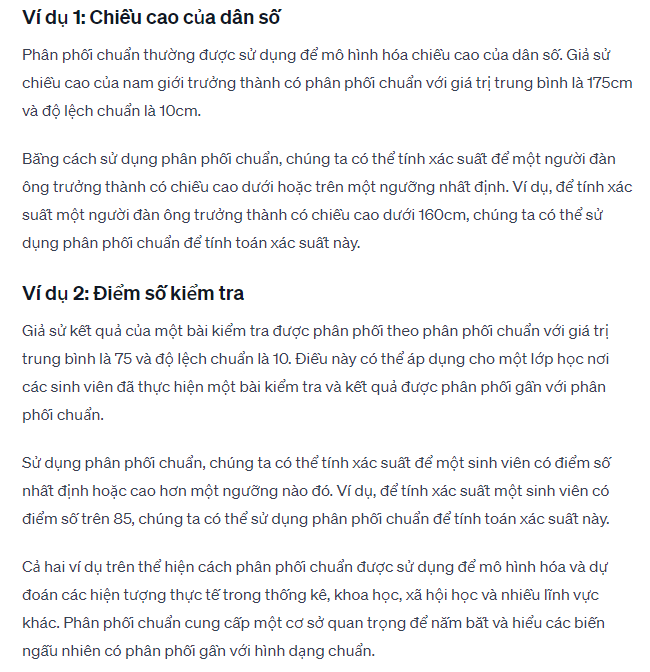 Ví dụ 1: Chiều cao của dân số
Phân phối chuẩn thường được sử dụng để mô hình hóa chiều cao của dân số. Giả sử
chiều cao của nam giới trưởng thành có phân phối chuẩn với giá trị trung bình là 175cm
và độ lệch chuẩn là 10cm.
Bằng cách sử dụng phân phối chuẩn, chúng ta có thể tính xác suất để một người đàn
ông trưởng thành có chiều cao dưới hoặc trên một ngưỡng nhất định. Ví dụ, để tính xác
suất một người đàn ông trưởng thành có chiều cao dưới 160cm, chúng ta có thể sử
dụng phân phối chuẩn để tính toán xác suất này.
Ví dụ 2: Điểm số kiểm tra
Giả sử kết quả của một bài kiểm tra được phân phối theo phân phối chuẩn với giá trị
trung bình là 75 và độ lệch chuẩn là 10. Điều này có thể áp dụng cho một lớp học nơi
các sinh viên đã thực hiện một bài kiểm tra và kết quả được phân phối gần với phân
phối chuẩn.
Sử dụng phân phối chuẩn, chúng ta có thể tính xác suất để một sinh viên có điểm số
nhất định hoặc cao hơn một ngưỡng nào đó. Ví dụ, để tính xác suất một sinh viên có
điểm số trên 85, chúng ta có thể sử dụng phân phối chuẩn để tính toán xác suất này.
Cả hai ví dụ trên thể hiện cách phân phối chuẩn được sử dụng để mô hình hóa và dự
đoán các hiện tượng thực tế trong thống kê, khoa học, xã hội học và nhiều lĩnh vực
khác. Phân phối chuẩn cung cấp một cơ sở quan trọng để nắm bắt và hiểu các biến
ngẫu nhiên có phân phối gần với hình dạng chuẩn.